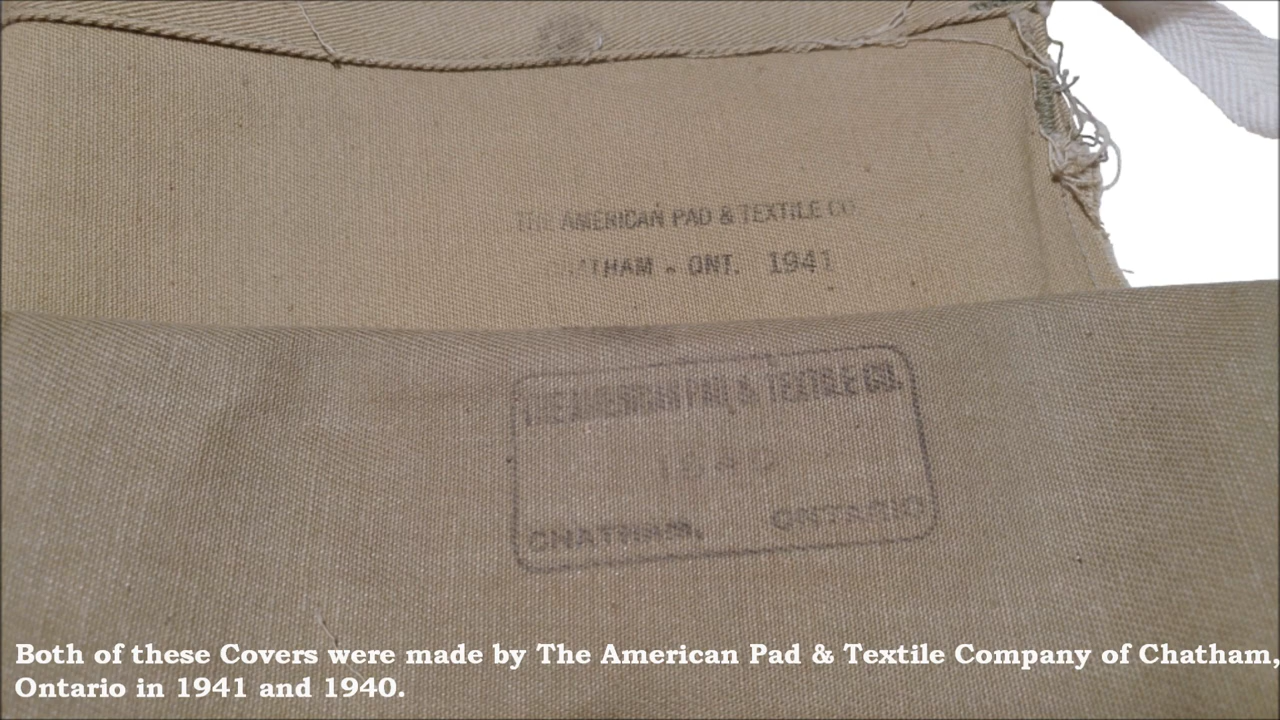 THE AMERICAN PAD & TEXTILE CO
CHATHAM - ONT. 1941
THE AMERICAN PAD & TEXTILE CO.
1940
CHATHAM, ONTARIO
Both of these Covers were made by The American Pad & Textile Company of Chatham,
Ontario in 1941 and 1940.